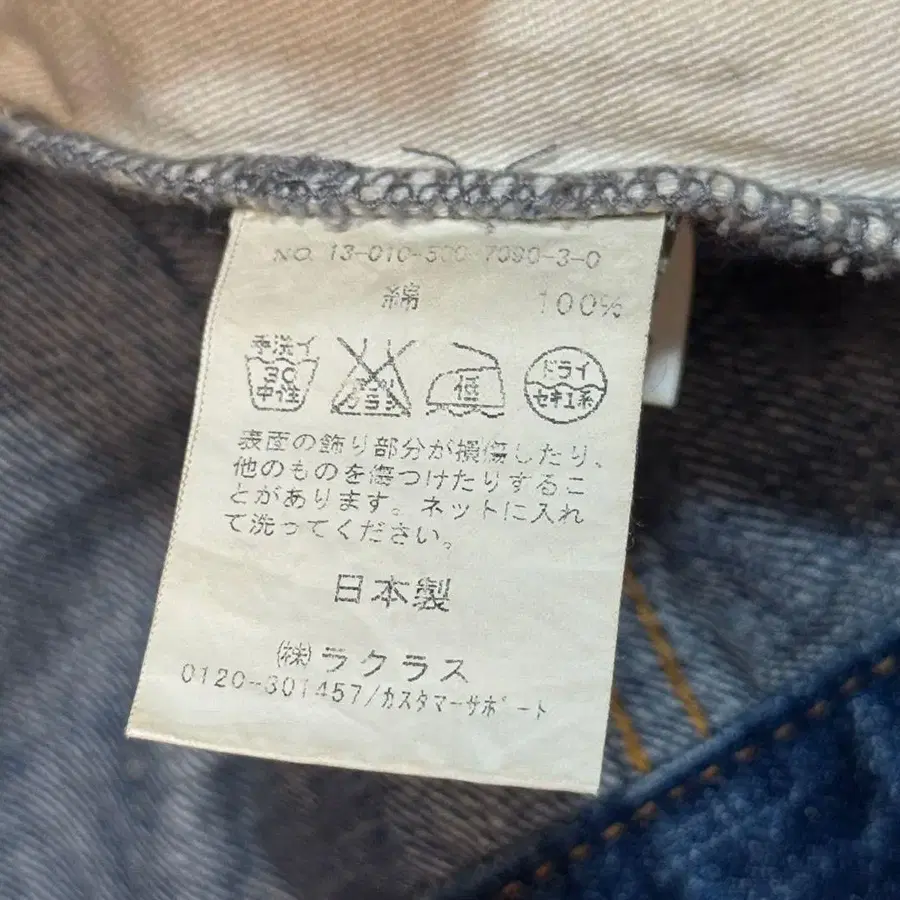 NO. 13-010-500-7090-3-0
綿 100%
手洗イ 30 中性
エンソ サラシ
低
ドライ セキユ系
表面の飾り部分が損傷したり、
他のものを傷つけたりするこ
とがあります。ネットに入れ
て洗ってください。
日本製
(株)ラクラス
0120-301457/カスタマーサポート